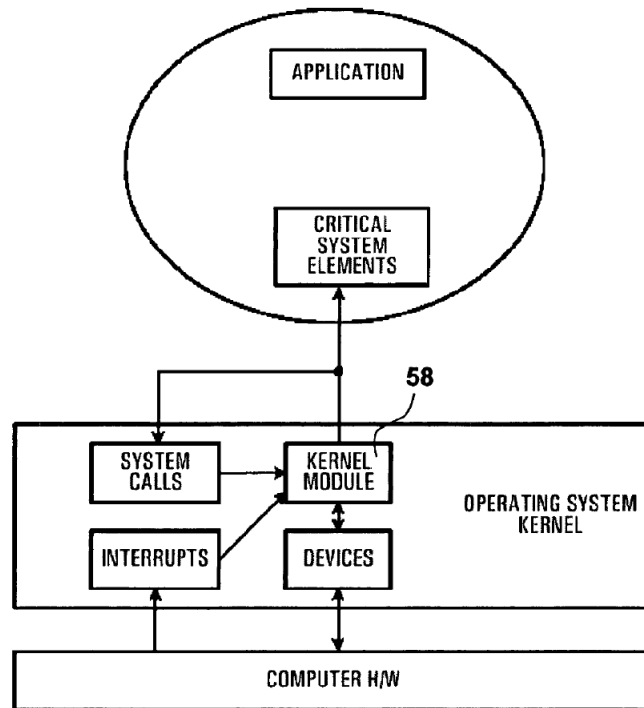 APPLICATION
CRITICAL
SYSTEM
ELEMENTS
58
SYSTEM
CALLS
KERNEL
MODULE
OPERATING SYSTEM
KERNEL
INTERRUPTS
DEVICES
COMPUTER H/W